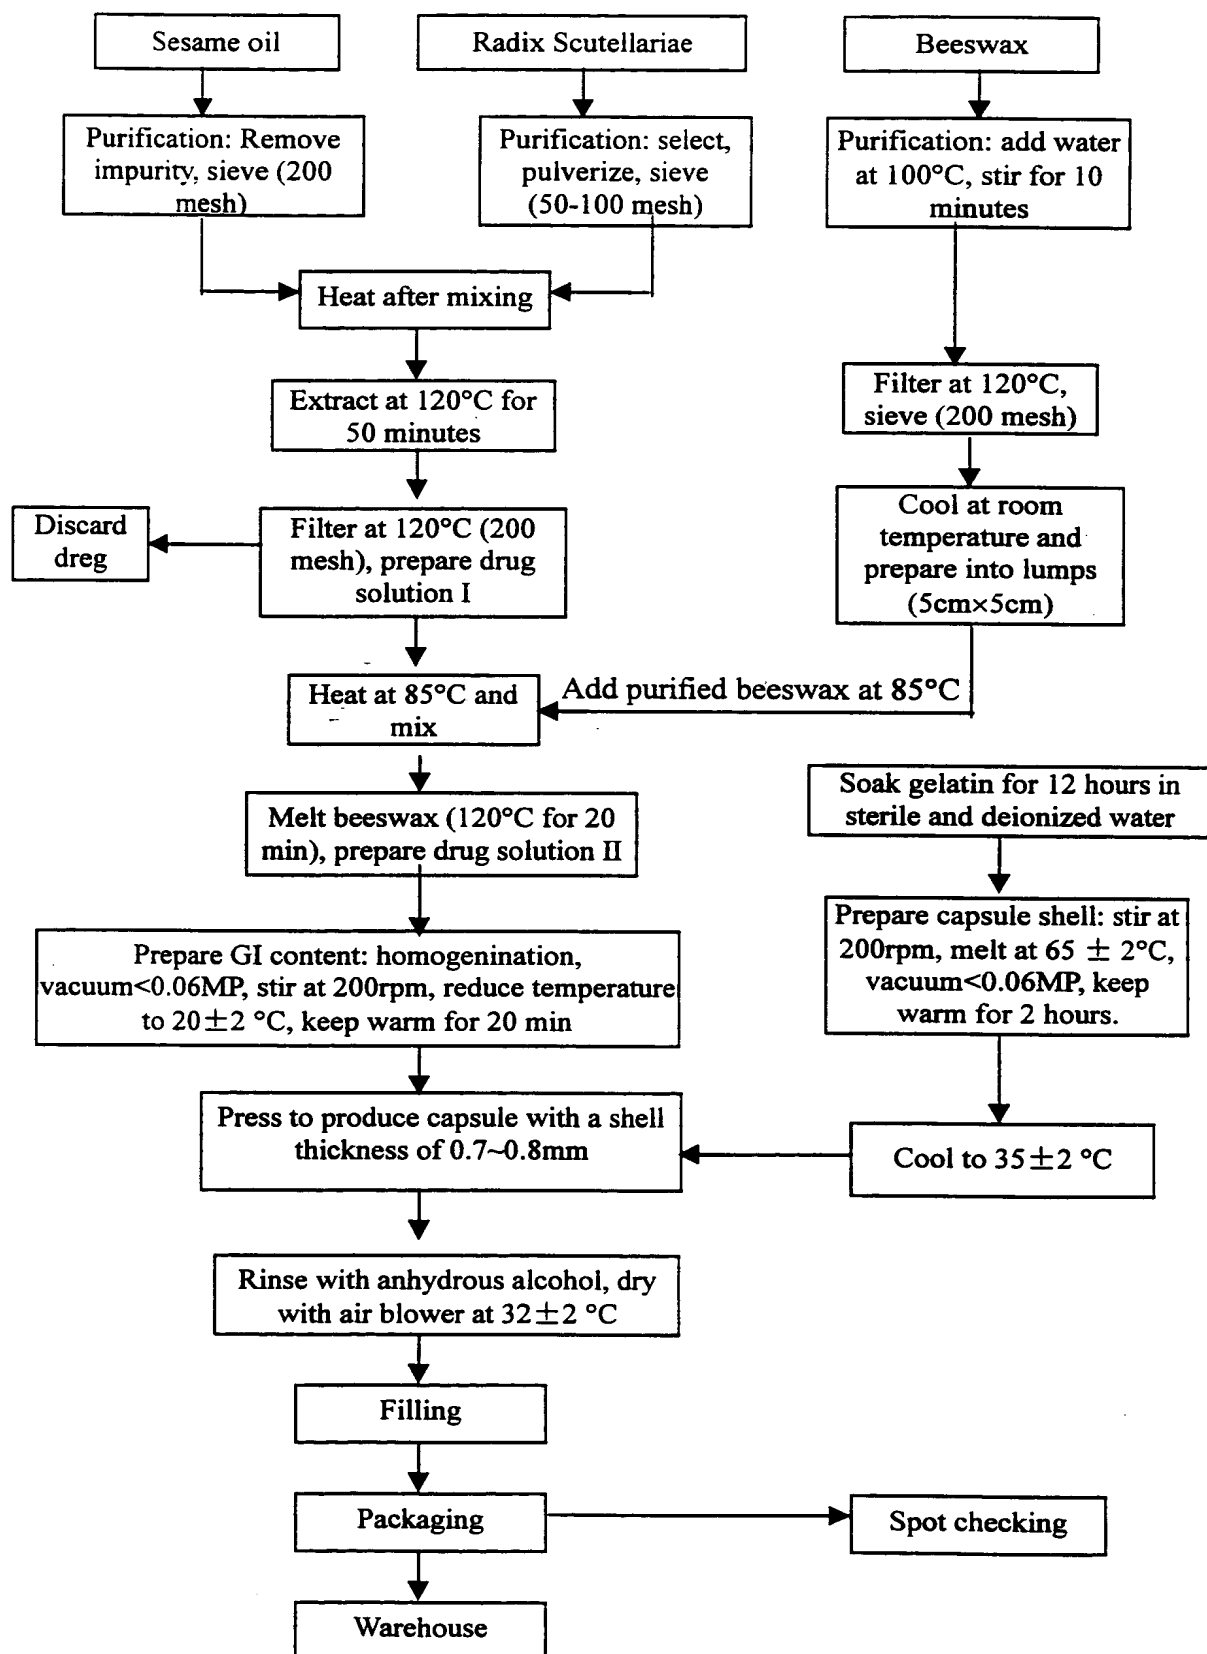 Sesame oil
Radix Scutellariae
Beeswax
Purification: Remove
impurity, sieve (200
mesh)
Purification: select,
pulverize, sieve
(50-100 mesh)
Purification: add water
at 100°C, stir for 10
minutes
Heat after mixing
Extract at 120°C for
50 minutes
Filter at 120°C,
sieve (200 mesh)
Discard
dreg
Filter at 120°C (200
mesh), prepare drug
solution I
Cool at room
temperature and
prepare into lumps
(5cm×5cm)
Heat at 85°C and
mix
Add purified beeswax at 85°C
Melt beeswax (120°C for 20
min), prepare drug solution II
Soak gelatin for 12 hours in
sterile and deionized water
Prepare GI content: homogenination,
vacuum<0.06MP, stir at 200rpm, reduce temperature
to 20±2 °C, keep warm for 20 min
Prepare capsule shell: stir at
200rpm, melt at 65 ± 2°C,
vacuum<0.06MP, keep
warm for 2 hours.
Press to produce capsule with a shell
thickness of 0.7~0.8mm
Cool to 35±2 °C
Rinse with anhydrous alcohol, dry
with air blower at 32±2 °C
Filling
Packaging
Spot checking
Warehouse